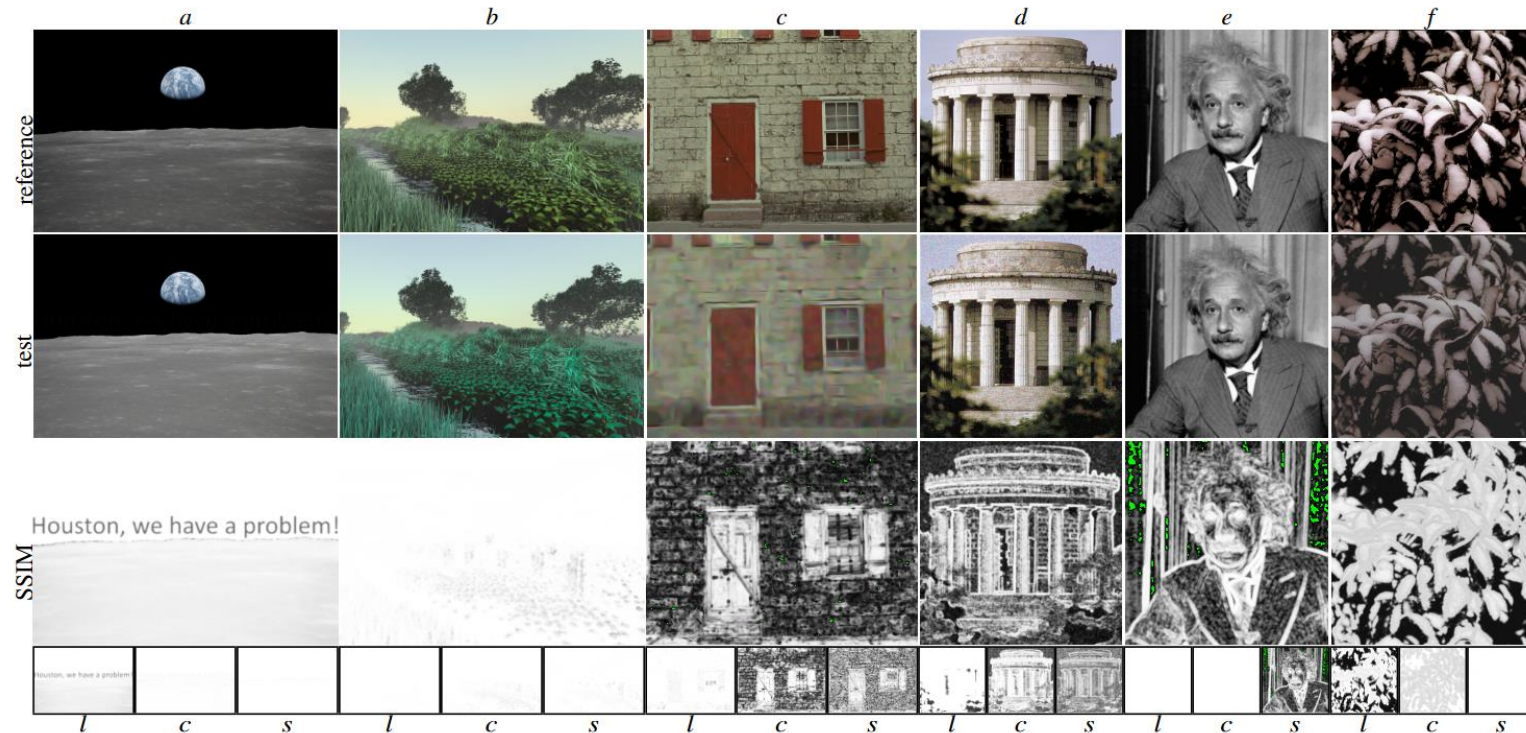 a b c d e f
reference
test
SSIM
Houston, we have a problem!
Houston, we have a problem!
l c s l c s l c s l c s l c s l c s